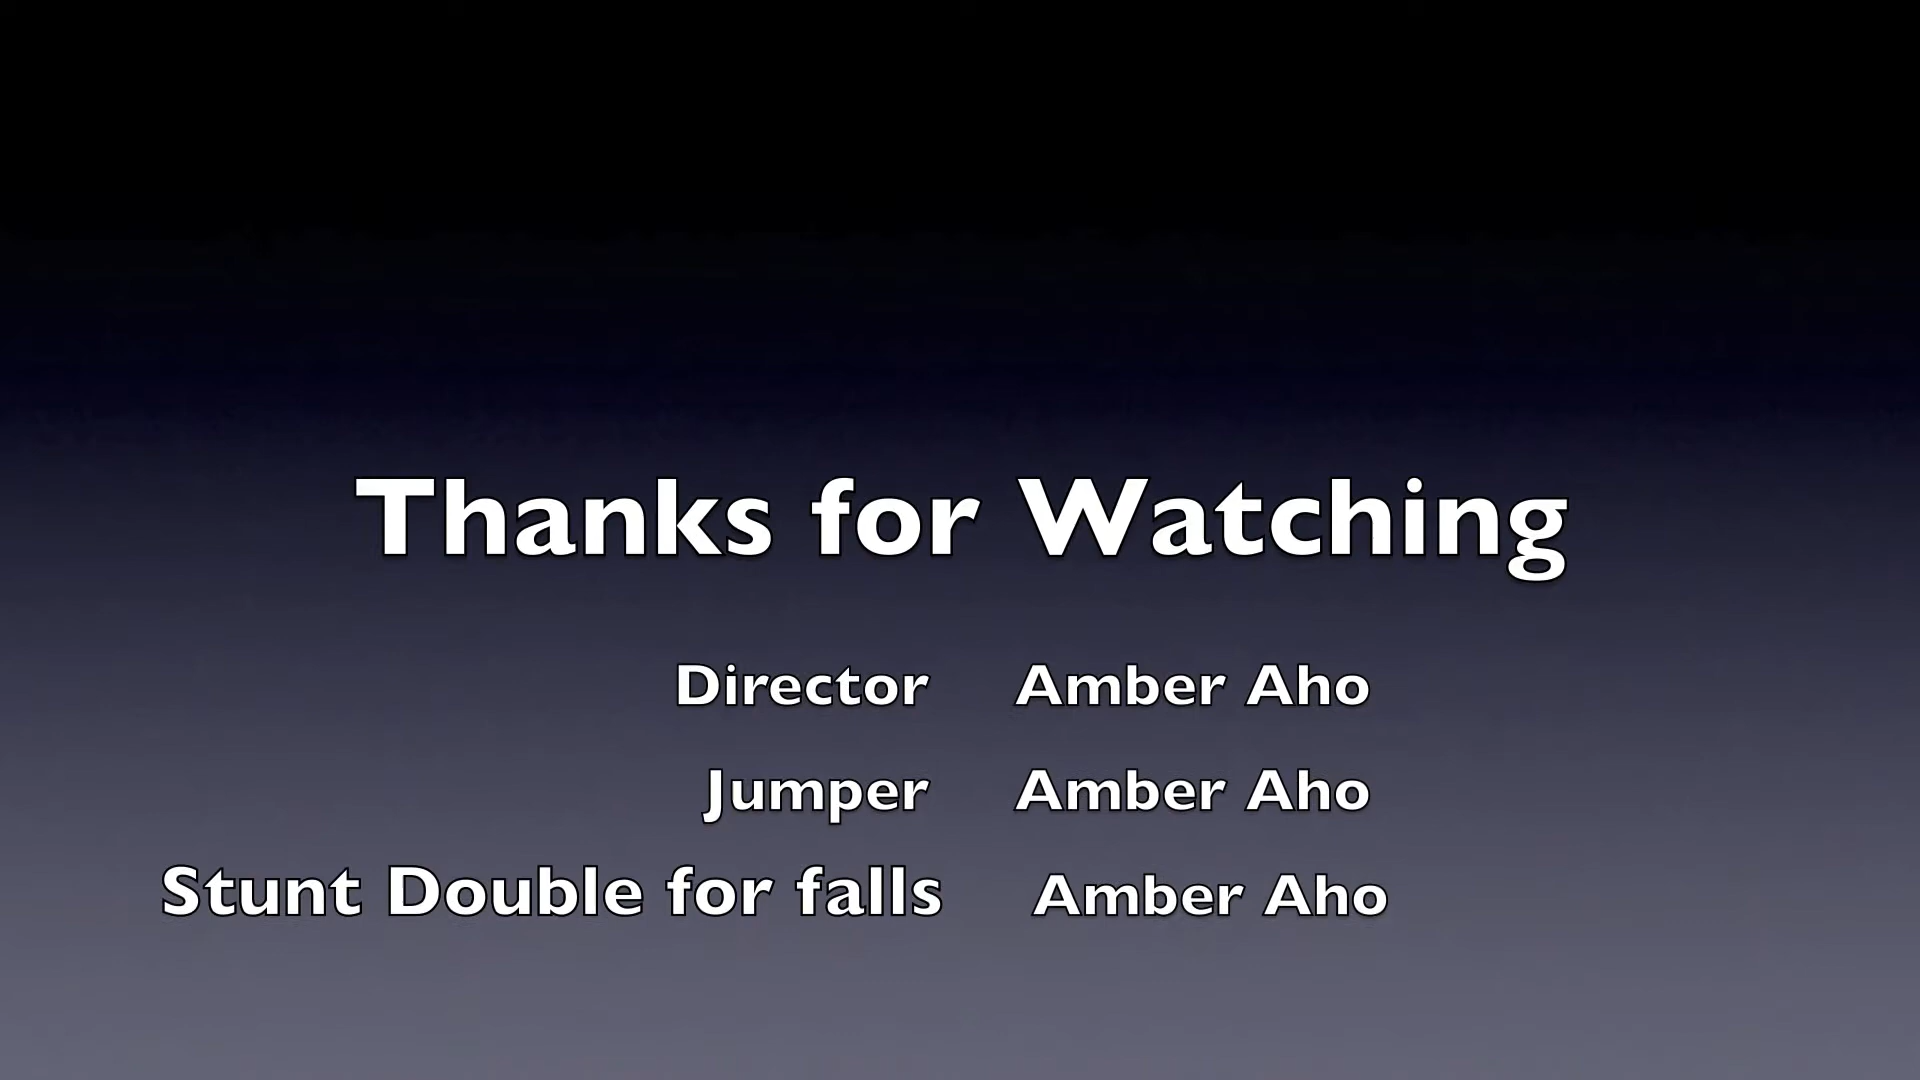 Thanks for Watching
Director Amber Aho
Jumper Amber Aho
Stunt Double for falls Amber Aho